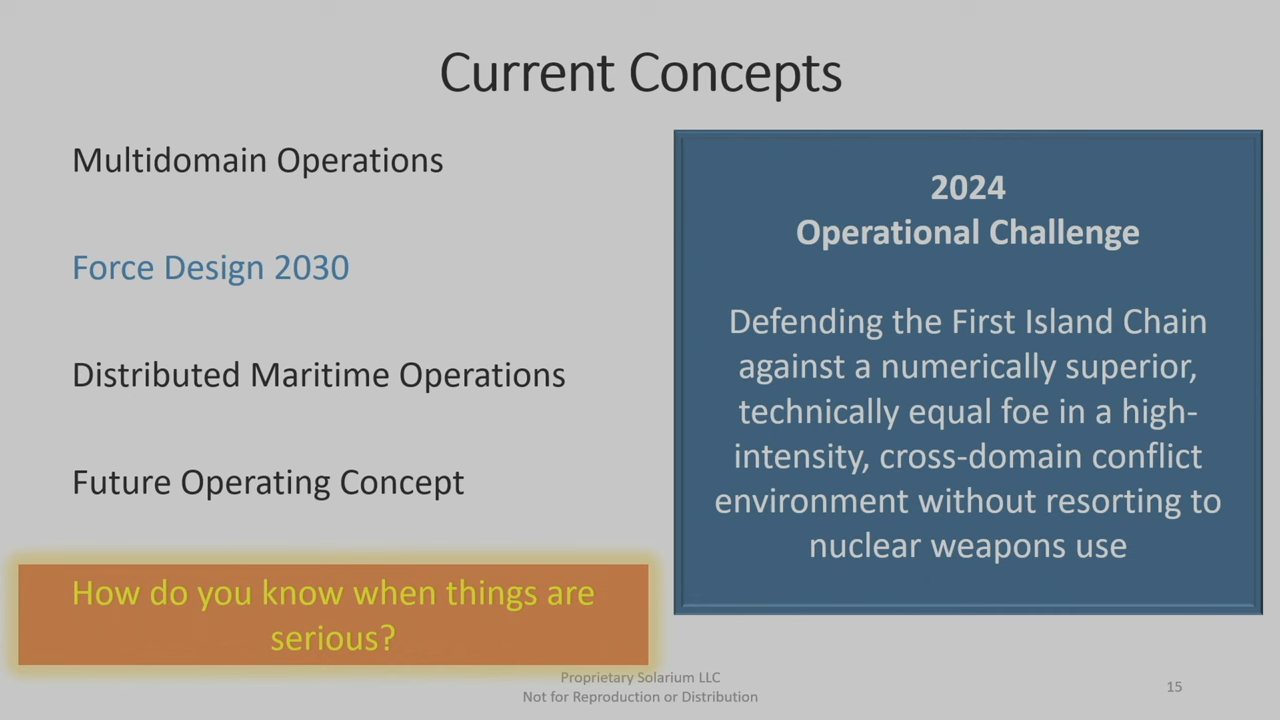 Current Concepts
Multidomain Operations
Force Design 2030
Distributed Maritime Operations
Future Operating Concept
How do you know when things are
serious?
2024
Operational Challenge
Defending the First Island Chain
against a numerically superior,
technically equal foe in a high-
intensity, cross-domain conflict
environment without resorting to
nuclear weapons use
Proprietary Solarium LLC
Not for Reproduction or Distribution
15